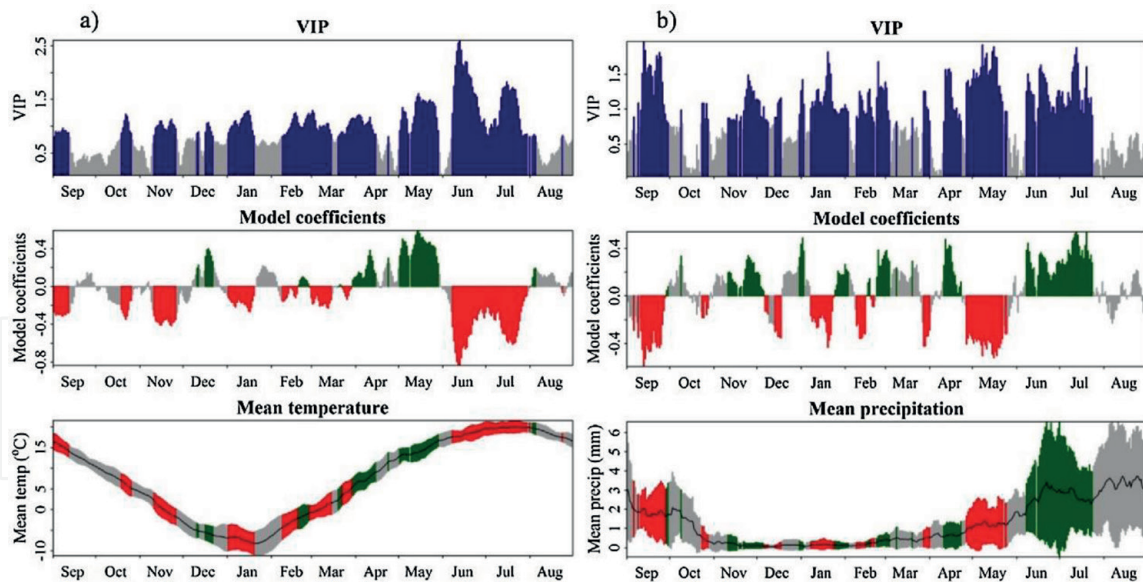 a)
VIP
VIP
2.5
1.5
0.5
Sep Oct Nov Dec Jan Feb Mar Apr May Jun Jul Aug
Model coefficients
Model coefficients
0.4
0.0
-0.4
-0.8
Sep Oct Nov Dec Jan Feb Mar Apr May Jun Jul Aug
Mean temperature
Mean temp (°C)
15
5
0
-10
Sep Oct Nov Dec Jan Feb Mar Apr May Jun Jul Aug
b)
VIP
VIP
1.5
1.0
0.5
Sep Oct Nov Dec Jan Feb Mar Apr May Jun Jul Aug
Model coefficients
Model coefficients
0.4
0.0
-0.4
Sep Oct Nov Dec Jan Feb Mar Apr May Jun Jul Aug
Mean precipitation
Mean precip (mm)
6
5
4
3
2
1
0
Sep Oct Nov Dec Jan Feb Mar Apr May Jun Jul Aug